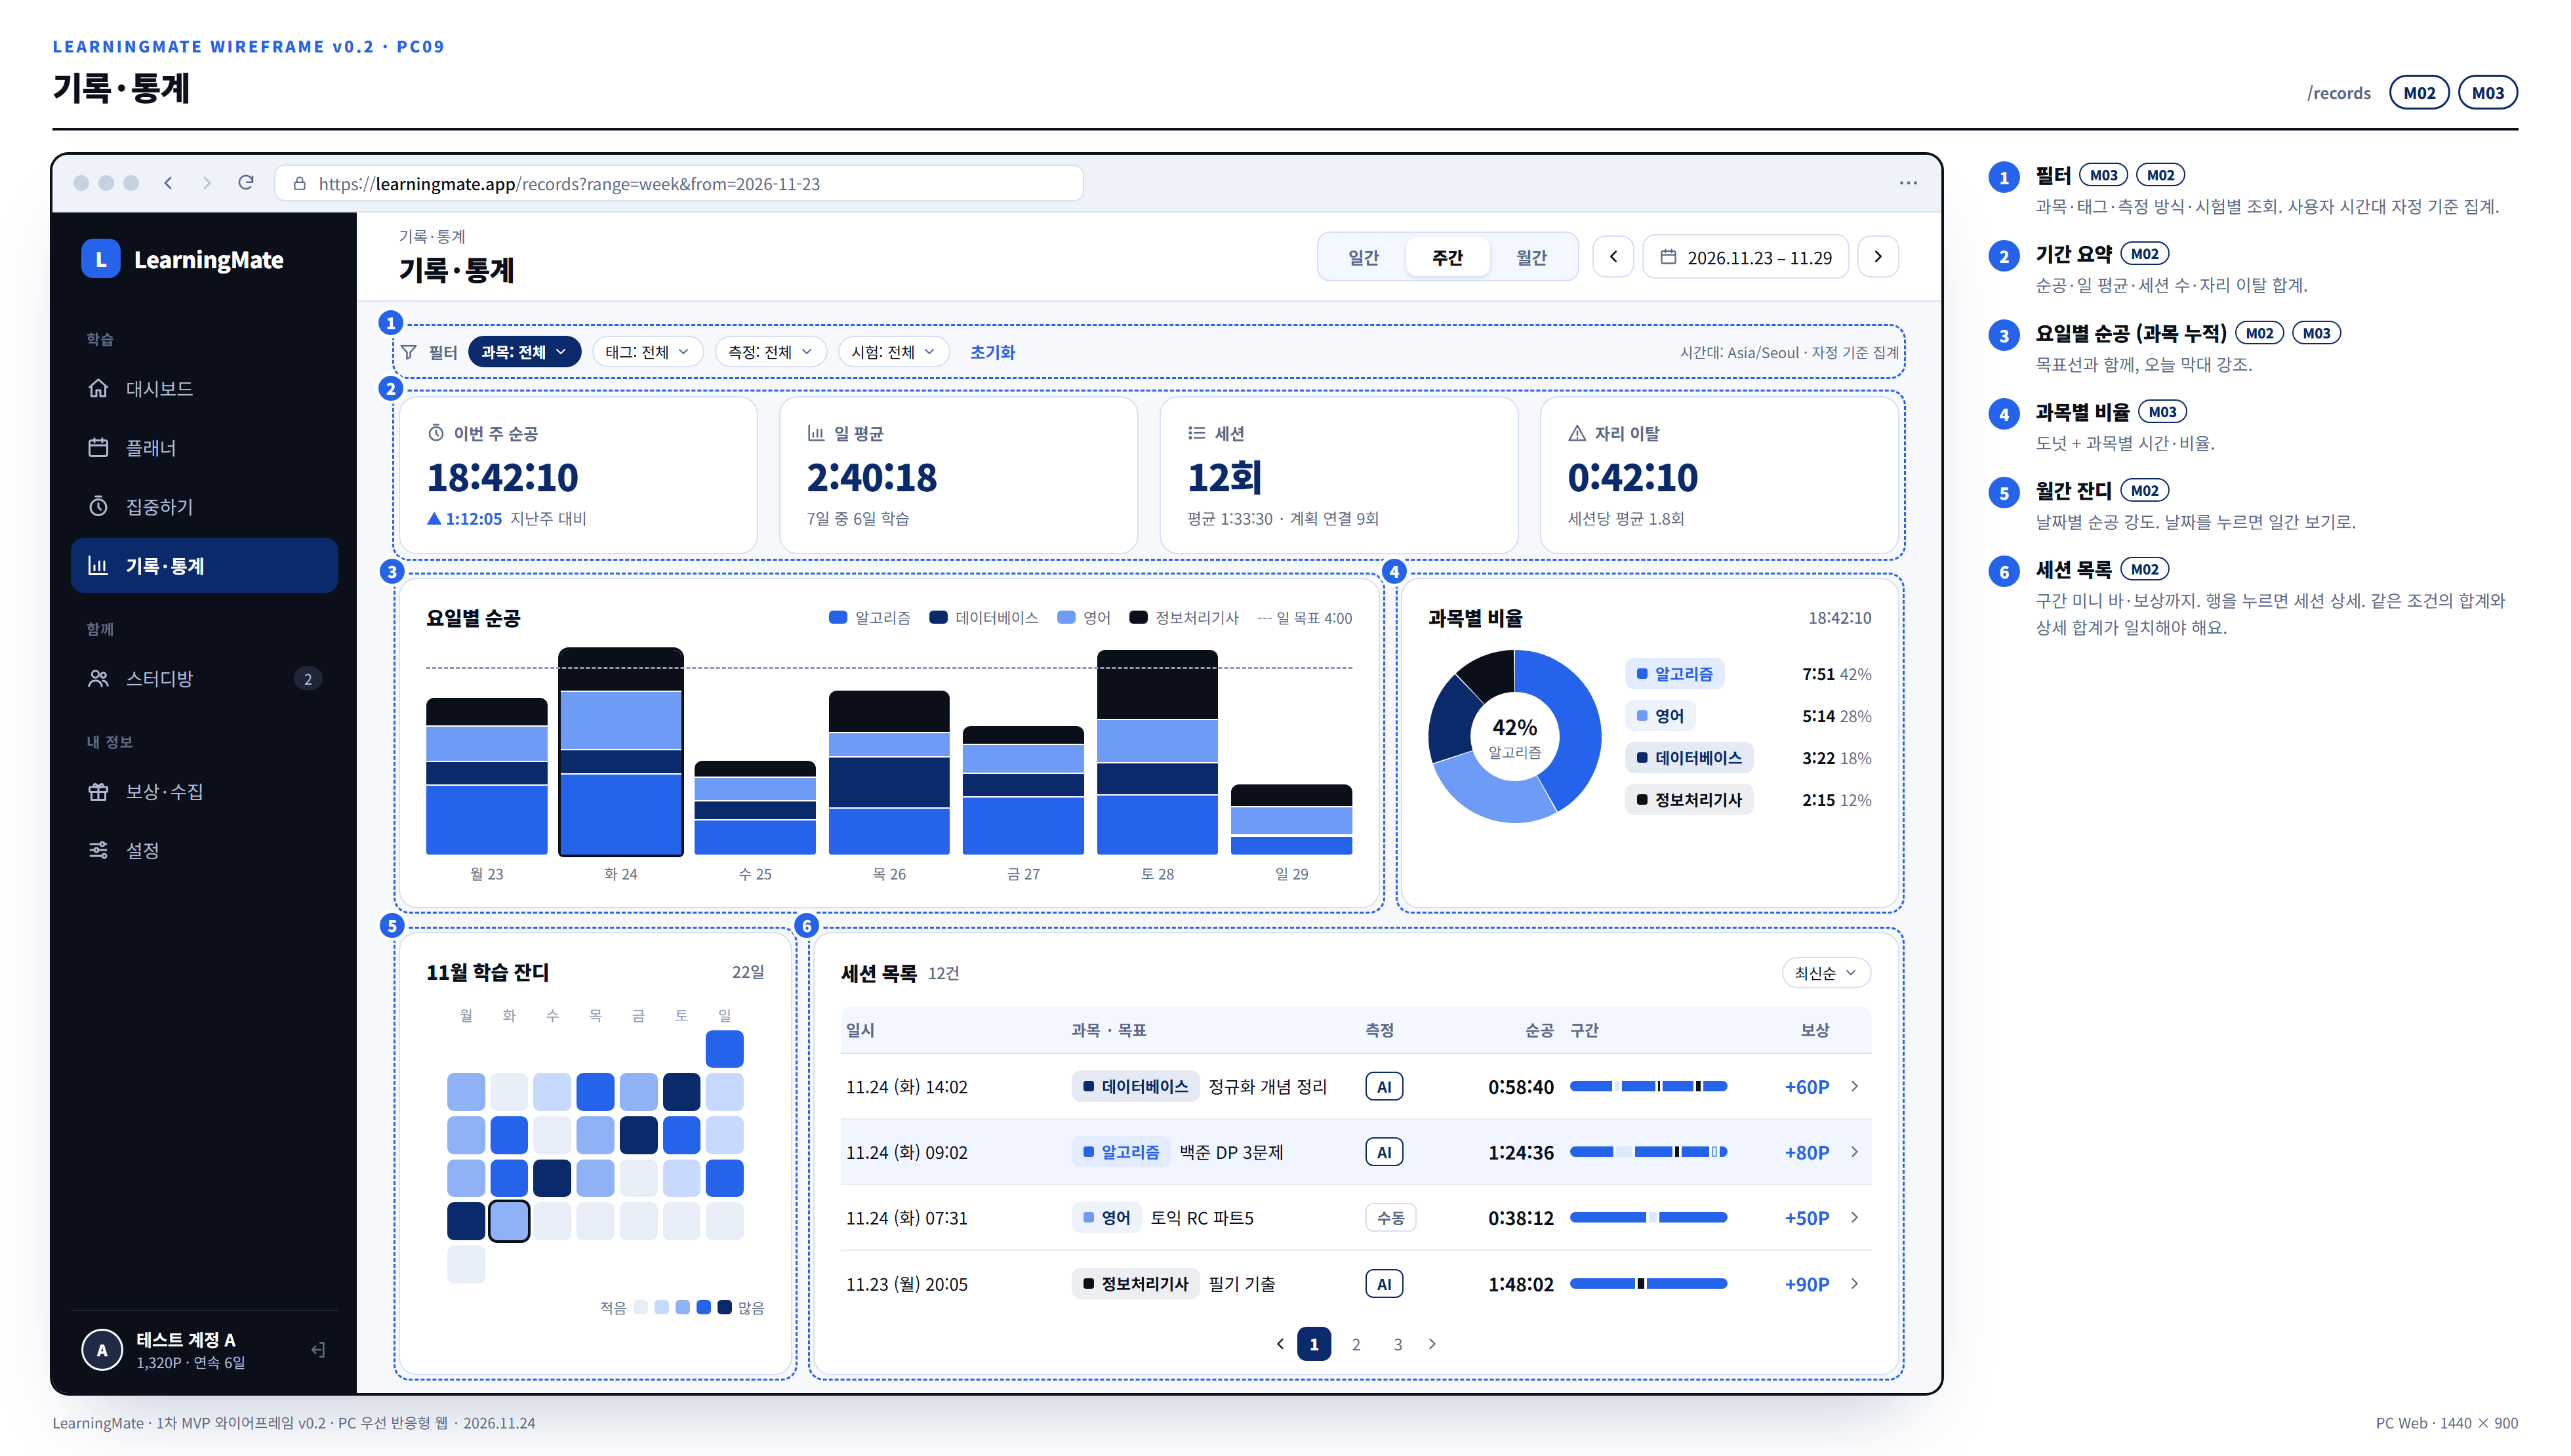 LEARNINGMATE WIREFRAME v0.2 · PC09
기록·통계
/records M02 M03
https://learningmate.app/records?range=week&from=2026-11-23
L LearningMate
학습
대시보드
플래너
집중하기
기록·통계
함께
스터디방 2
내 정보
보상·수집
설정
A 테스트 계정 A
1,320P · 연속 6일
기록·통계
기록·통계
일간 주간 월간 2026.11.23 – 11.29
1
필터 과목: 전체 태그: 전체 측정: 전체 시험: 전체 초기화 시간대: Asia/Seoul · 자정 기준 집계
2
이번 주 순공
18:42:10
▲ 1:12:05 지난주 대비
일 평균
2:40:18
7일 중 6일 학습
세션
12회
평균 1:33:30 · 계획 연결 9회
자리 이탈
0:42:10
세션당 평균 1.8회
3
요일별 순공 알고리즘 데이터베이스 영어 정보처리기사 --- 일 목표 4:00
월 23 화 24 수 25 목 26 금 27 토 28 일 29
4
과목별 비율 18:42:10
42%
알고리즘
알고리즘 7:51 42%
영어 5:14 28%
데이터베이스 3:22 18%
정보처리기사 2:15 12%
5
11월 학습 잔디 22일
월 화 수 목 금 토 일
적음 많음
6
세션 목록 12건 최신순
일시 과목 · 목표 측정 순공 구간 보상
11.24 (화) 14:02 데이터베이스 정규화 개념 정리 AI 0:58:40 +60P
11.24 (화) 09:02 알고리즘 백준 DP 3문제 AI 1:24:36 +80P
11.24 (화) 07:31 영어 토익 RC 파트5 수동 0:38:12 +50P
11.23 (월) 20:05 정보처리기사 필기 기출 AI 1:48:02 +90P
1 2 3
1 필터 M03 M02
과목·태그·측정 방식·시험별 조회. 사용자 시간대 자정 기준 집계.
2 기간 요약 M02
순공·일 평균·세션 수·자리 이탈 합계.
3 요일별 순공 (과목 누적) M02 M03
목표선과 함께, 오늘 막대 강조.
4 과목별 비율 M03
도넛 + 과목별 시간·비율.
5 월간 잔디 M02
날짜별 순공 강도. 날짜를 누르면 일간 보기로.
6 세션 목록 M02
구간 미니 바·보상까지. 행을 누르면 세션 상세. 같은 조건의 합계와
상세 합계가 일치해야 해요.
LearningMate · 1차 MVP 와이어프레임 v0.2 · PC 우선 반응형 웹 · 2026.11.24
PC Web · 1440 × 900